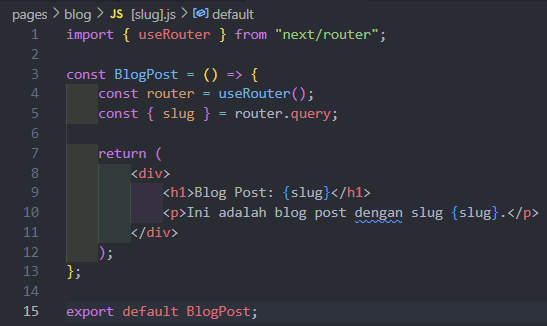 pages > blog > JS [slug].js > default
1 import { useRouter } from "next/router";
2
3 const BlogPost = () => {
4     const router = useRouter();
5     const { slug } = router.query;
6
7     return (
8         <div>
9             <h1>Blog Post: {slug}</h1>
10             <p>Ini adalah blog post dengan slug {slug}.</p>
11         </div>
12     );
13 };
14
15 export default BlogPost;